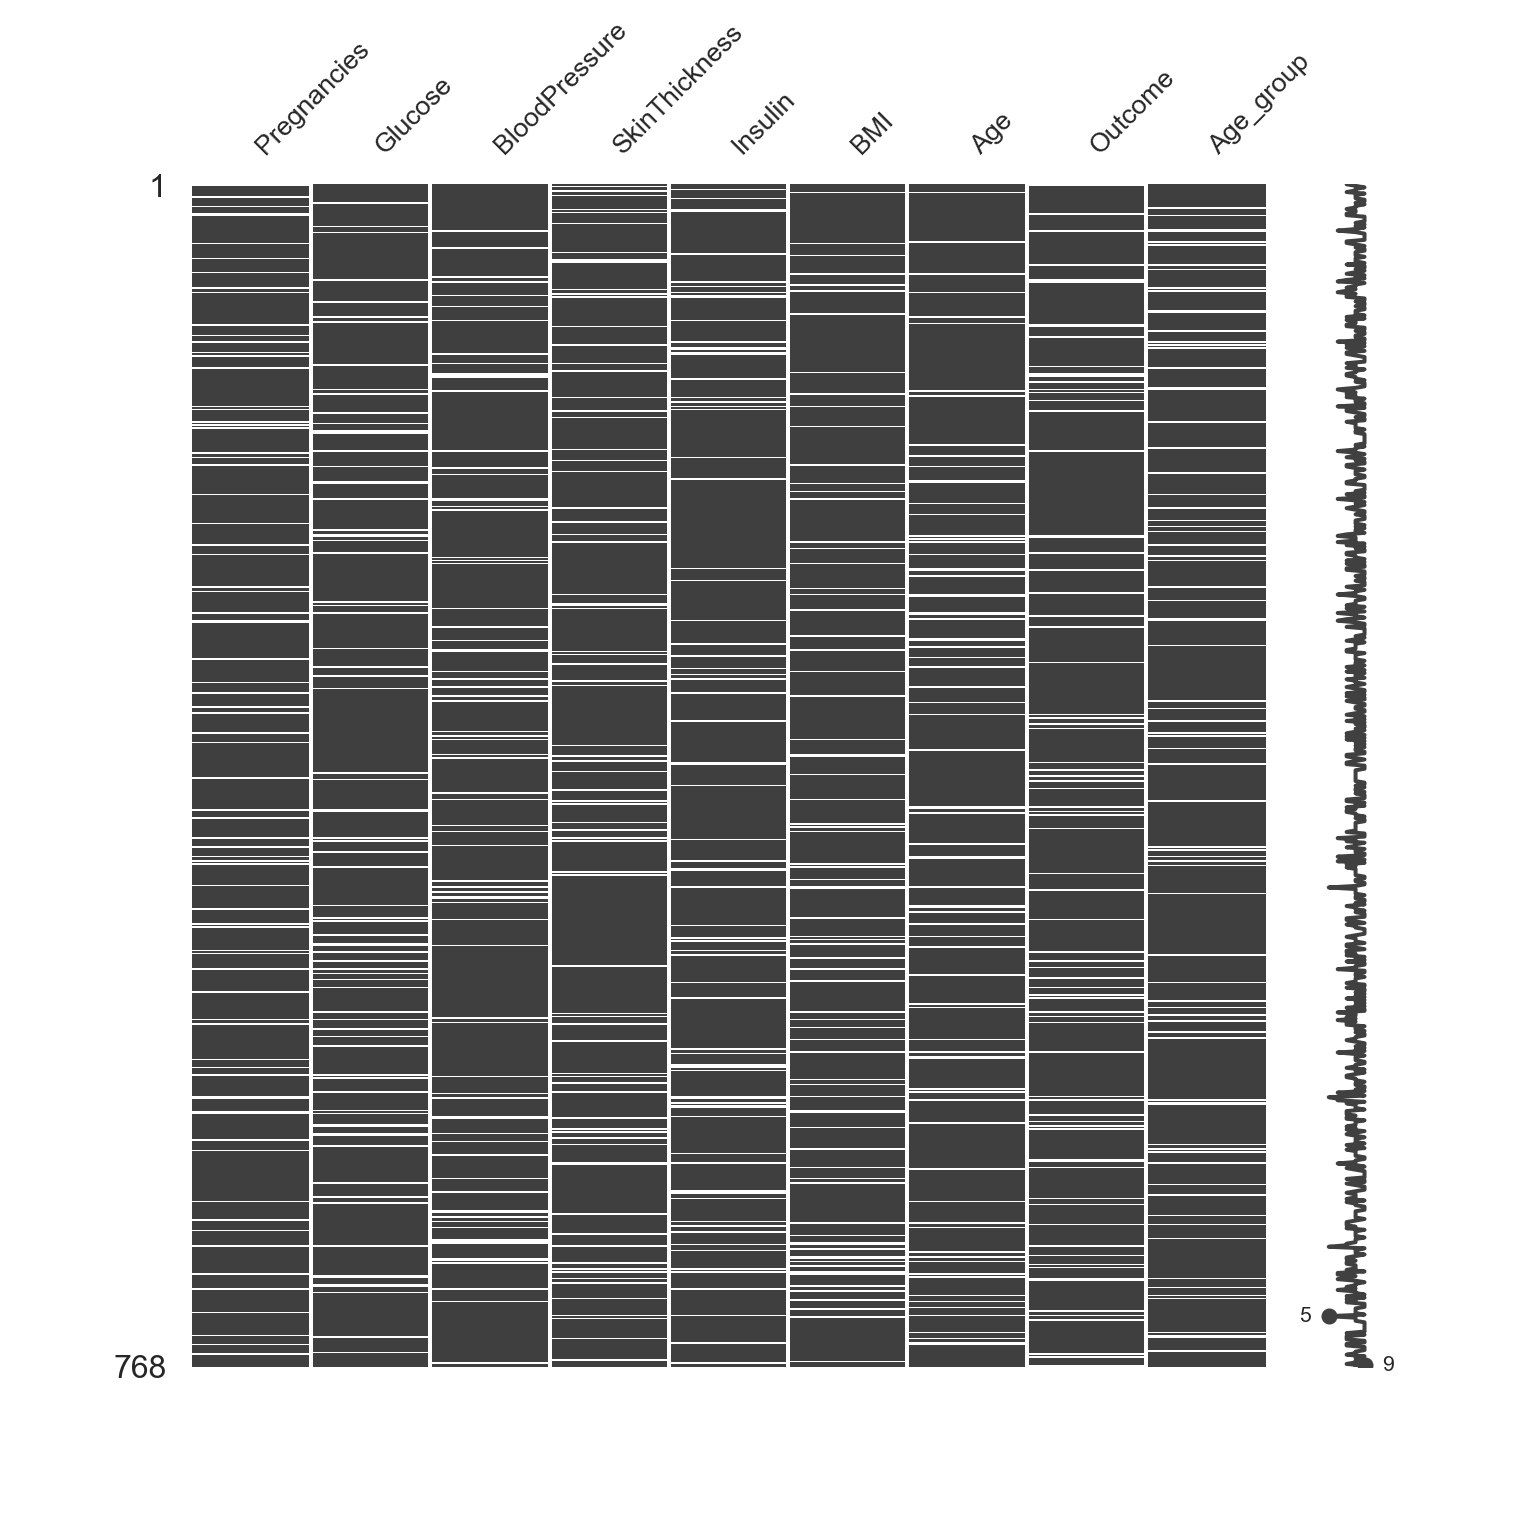 Pregnancies
Glucose
BloodPressure
SkinThickness
Insulin
BMI
Age
Outcome
Age_group
1
768
5
9